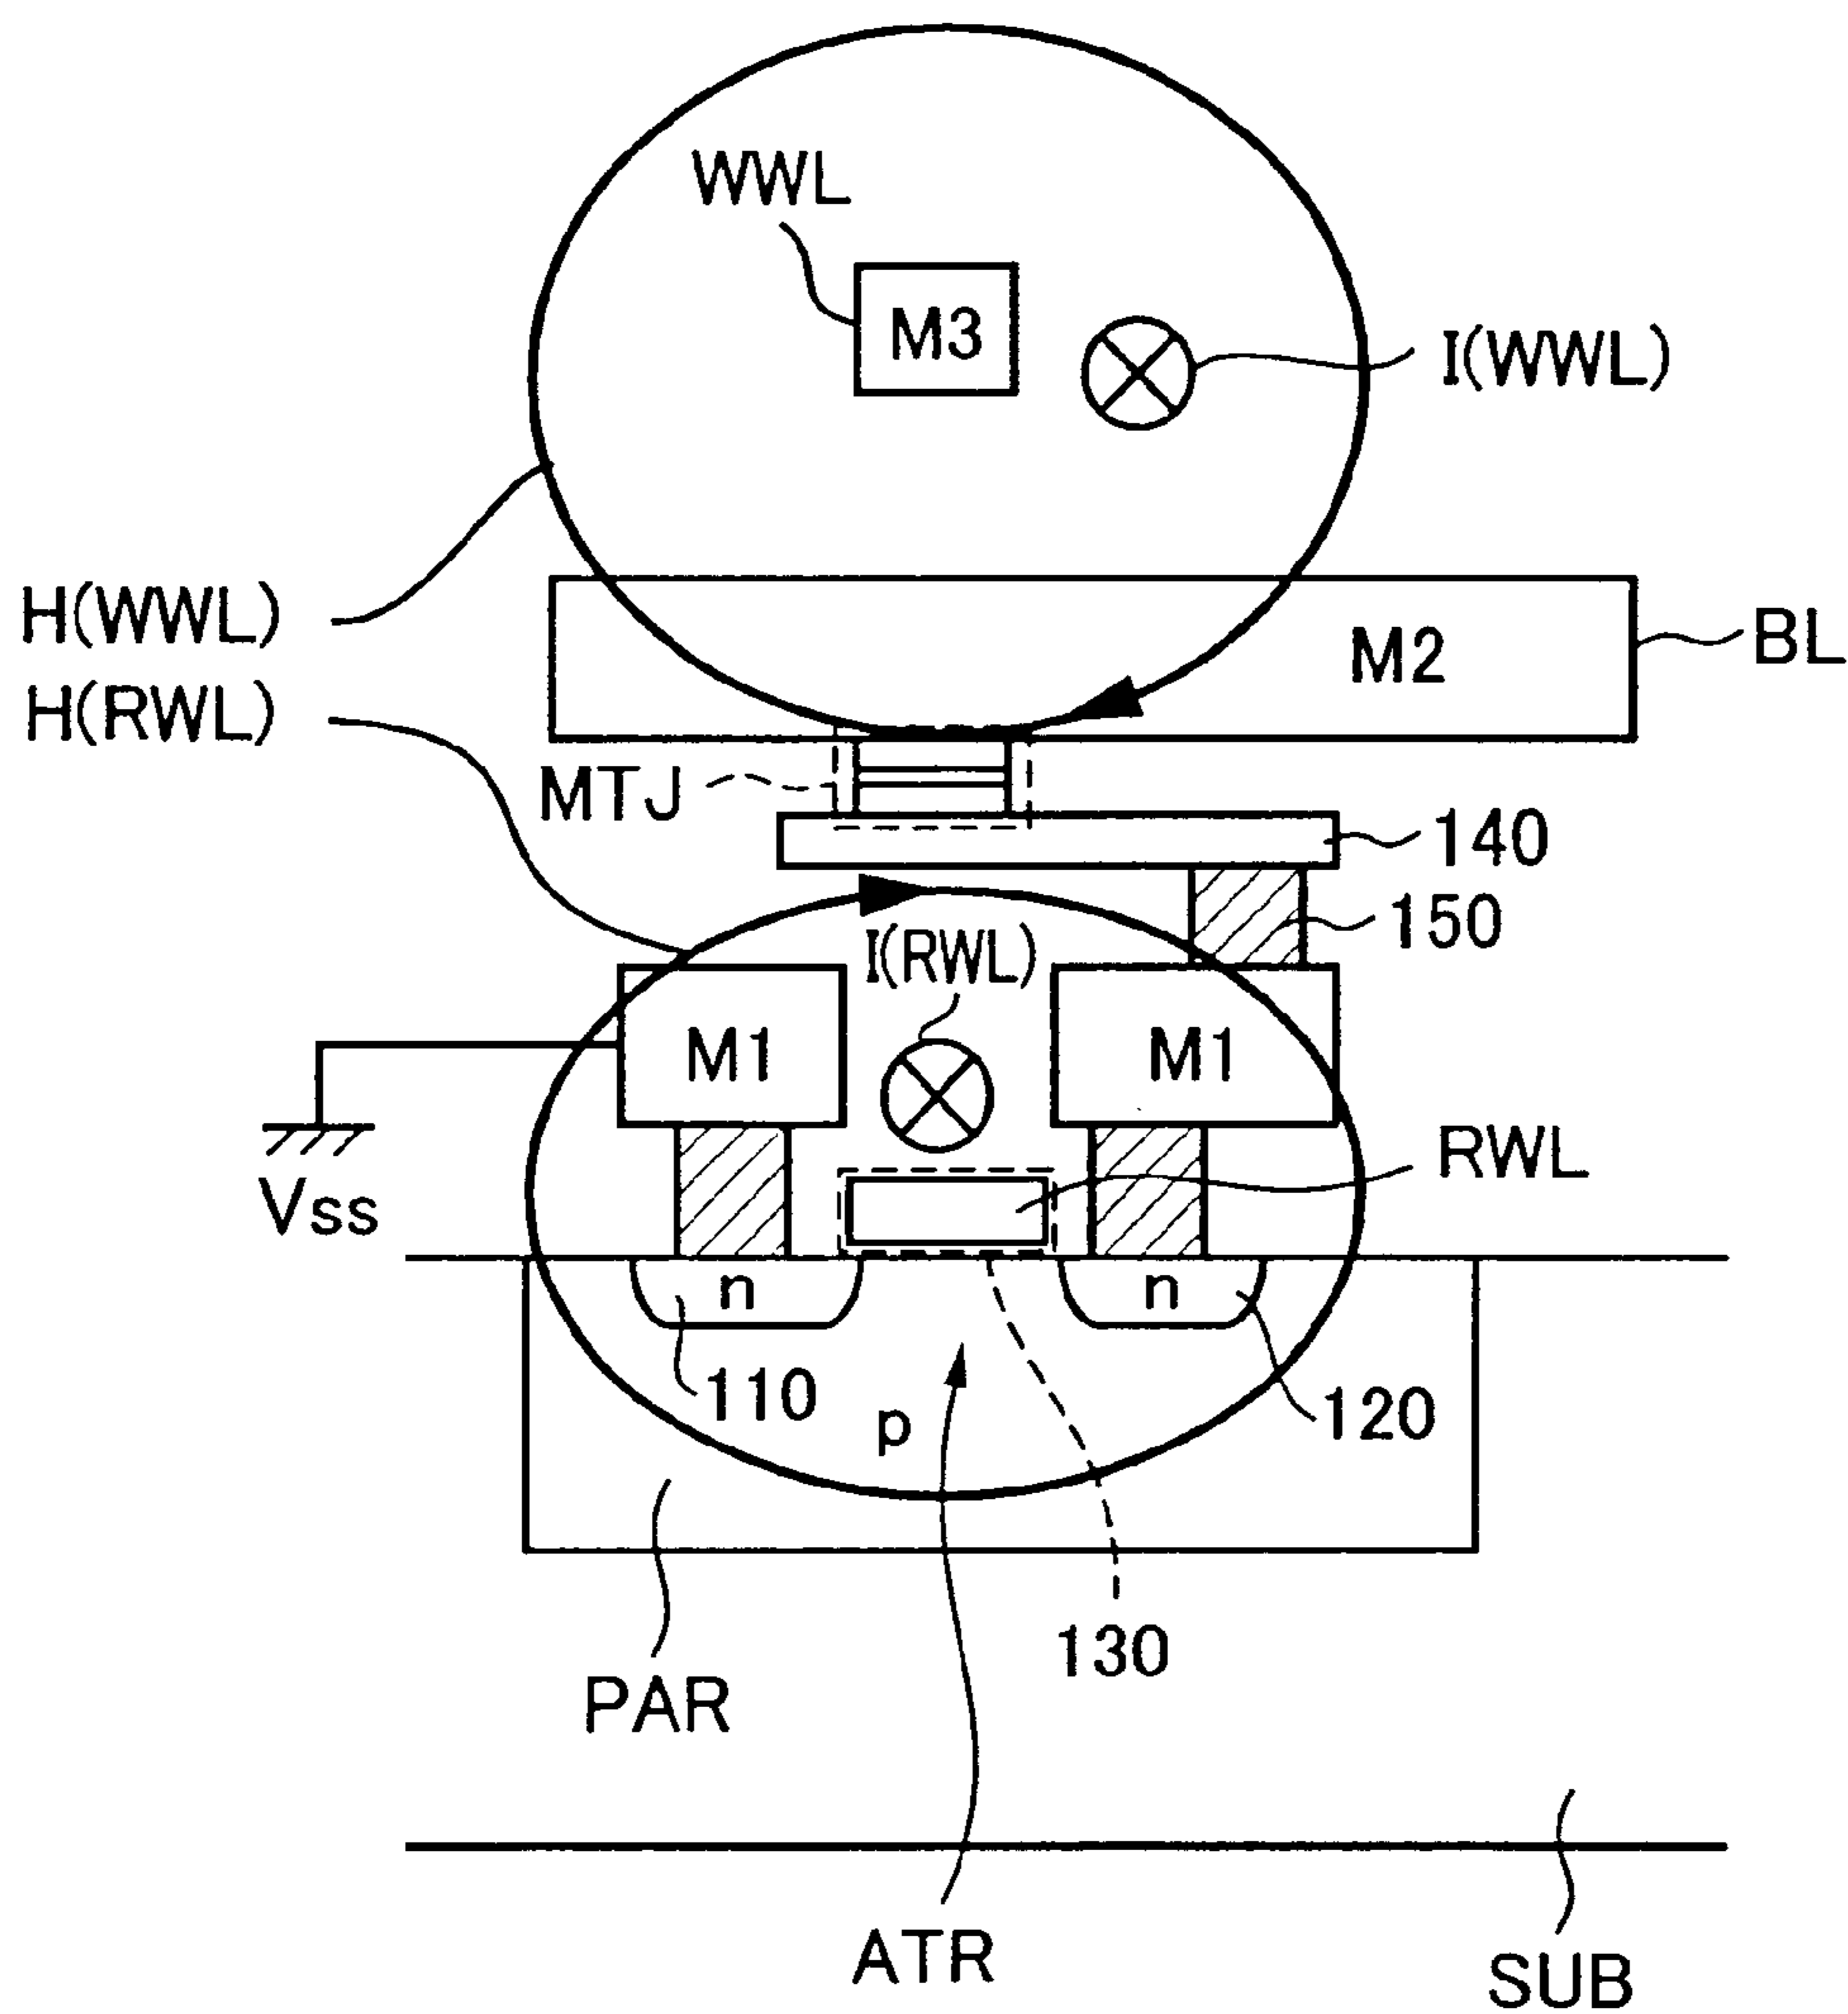 WWL
M3
I(WWL)
H(WWL)
M2
BL
H(RWL)
MTJ
140
150
I(RWL)
M1
M1
RWL
Vss
n
n
110
120
p
130
PAR
ATR
SUB